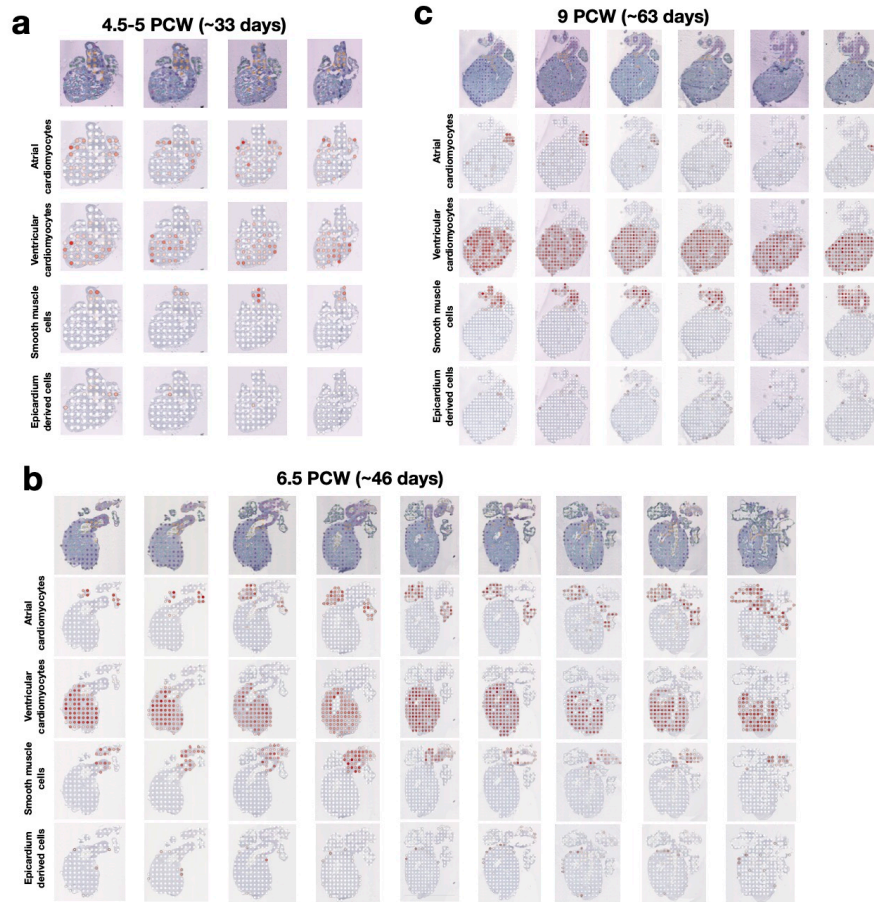 a
4.5-5 PCW (~33 days)
Atrial
cardiomyocytes
Ventricular
cardiomyocytes
Smooth muscle
cells
Epicardium
derived cells
c
9 PCW (~63 days)
Atrial
cardiomyocytes
Ventricular
cardiomyocytes
Smooth muscle
cells
Epicardium
derived cells
b
6.5 PCW (~46 days)
Atrial
cardiomyocytes
Ventricular
cardiomyocytes
Smooth muscle
cells
Epicardium
derived cells